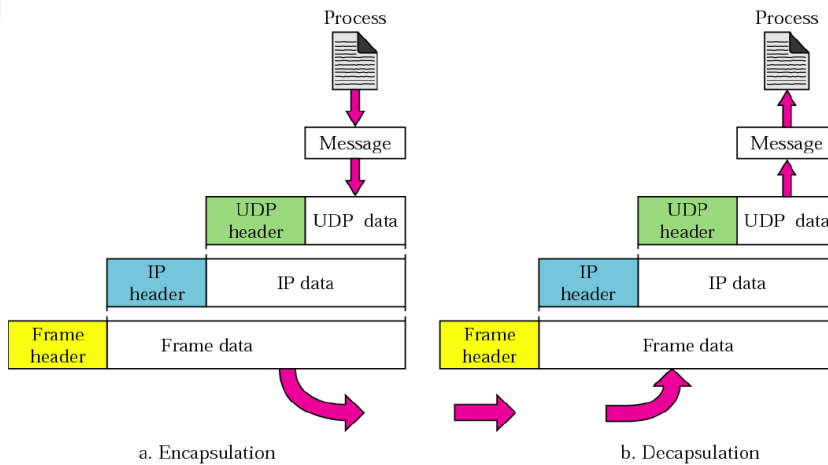 Process
Process
Message
Message
UDP
header
UDP data
UDP
header
UDP data
IP
header
IP data
IP
header
IP data
Frame
header
Frame data
Frame
header
Frame data
a. Encapsulation
b. Decapsulation